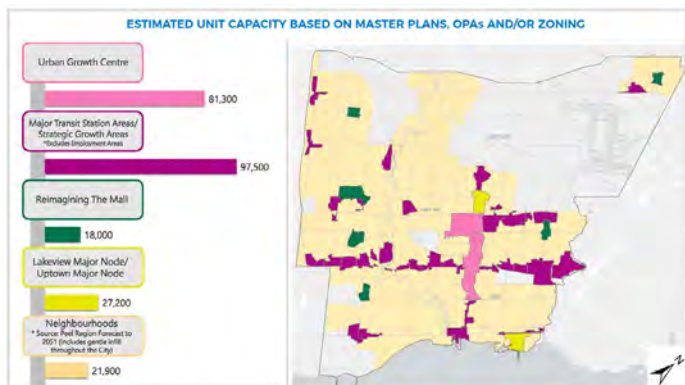 ESTIMATED UNIT CAPACITY BASED ON MASTER PLANS, OPAs AND/OR ZONING
Urban Growth Centre
81,300
Major Transit Station Areas/
Strategic Growth Areas
*Excludes Employment Areas
97,500
Reimagining The Mall
18,000
Lakeview Major Node/
Uptown Major Node
27,200
Neighbourhoods
* Source: Peel Region Forecast to
2051 (includes gentle infill
throughout the City)
21,900
Z